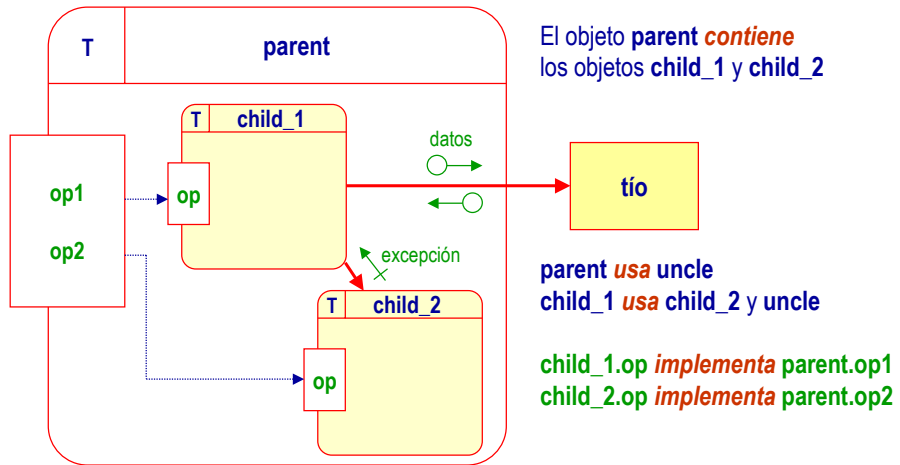 T
parent
El objeto parent contiene
los objetos child_1 y child_2
T child_1
datos
op1
op
tío
op2
excepción
parent usa uncle
child_1 usa child_2 y uncle
T child_2
op
child_1.op implementa parent.op1
child_2.op implementa parent.op2